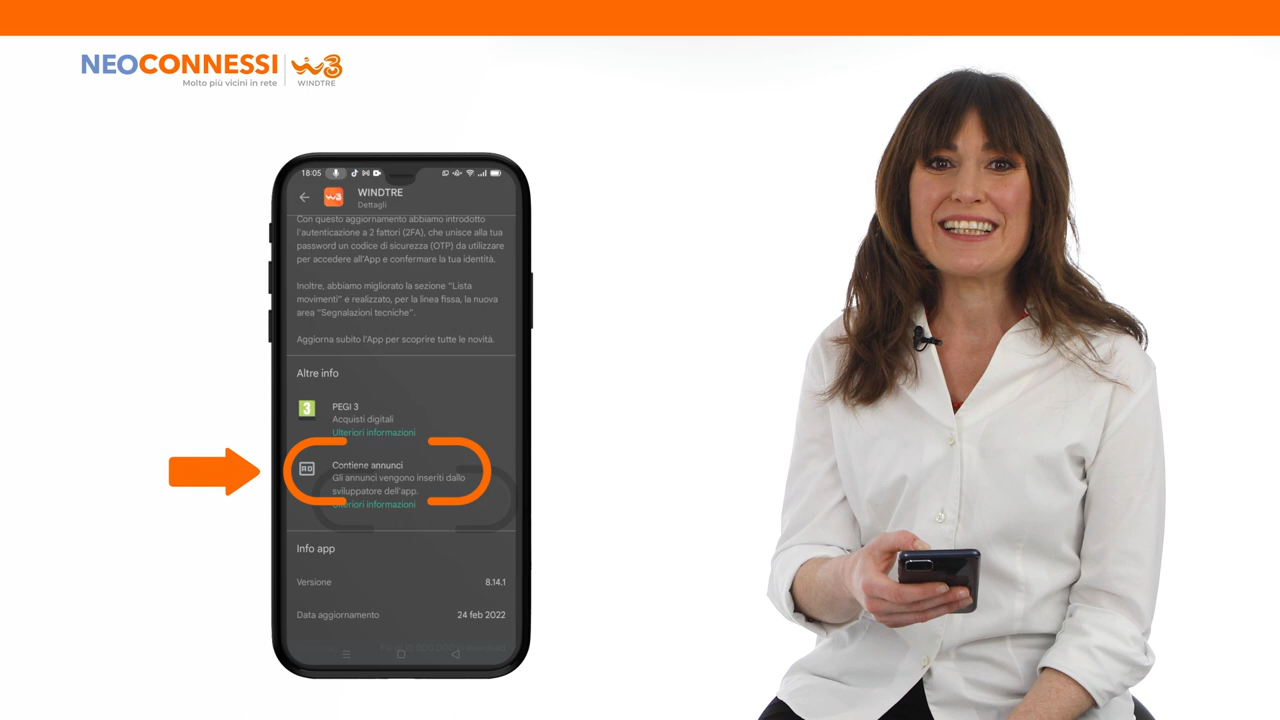 NEOCONNESSI
Molto più vicini in rete
WINDTRE
18:05
WINDTRE
Dettagli
Con questo aggiornamento abbiamo introdotto
l'autenticazione a 2 fattori (2FA), che unisce alla tua
password un codice di sicurezza (OTP) da utilizzare
per accedere all'App e confermare la tua identità.
Inoltre, abbiamo migliorato la sezione "Lista
movimenti" e realizzato, per la linea fissa, la nuova
area "Segnalazioni tecniche".
Aggiorna subito l'App per scoprire tutte le novità.
Altre info
3
PEGI 3
Acquisti digitali
Ulteriori informazioni
AD
Contiene annunci
Gli annunci vengono inseriti dallo
sviluppatore dell'app.
Ulteriori informazioni
Info app
Versione 8.14.1
Data aggiornamento 24 feb 2022